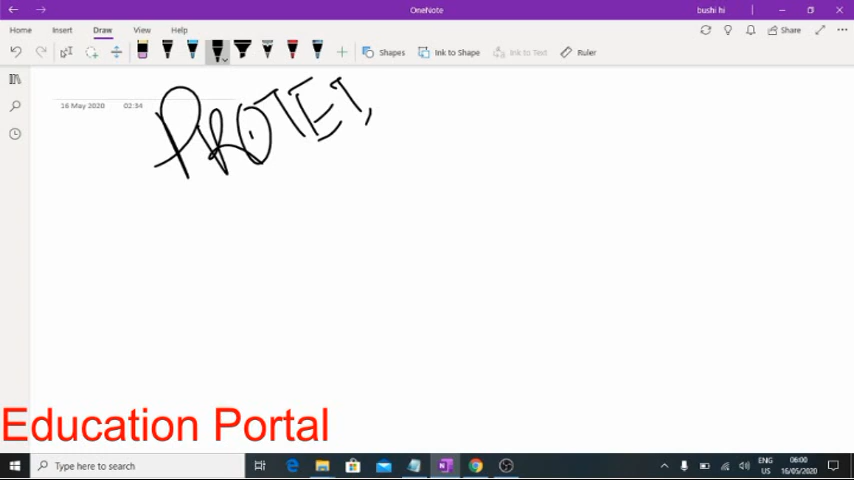 OneNote
bushi hi
Home Insert Draw View Help
Share
Shapes Ink to Shape Ink to Text Ruler
16 May 2020 02:34
Education Portal
Type here to search
ENG 06:00
US 16/05/2020